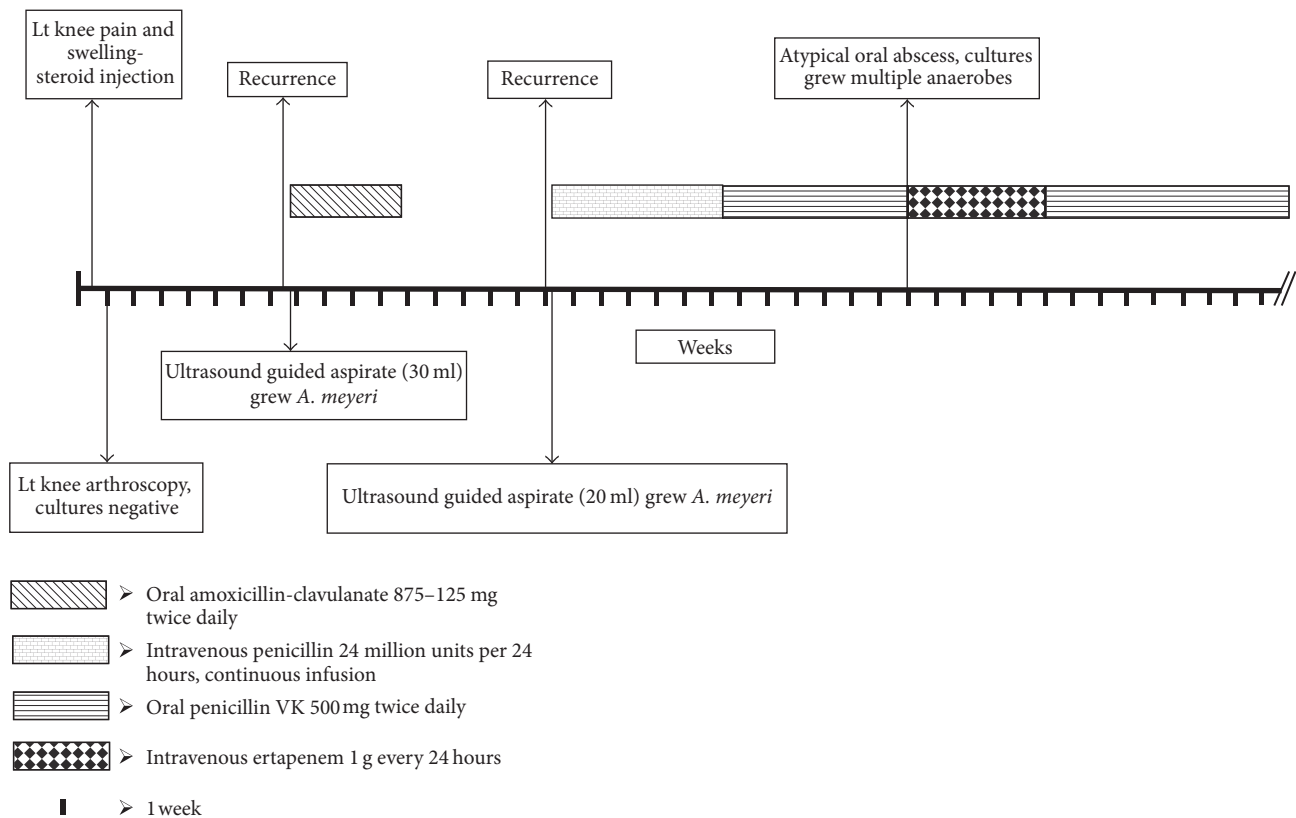 Lt knee pain and
swelling-
steroid injection
Recurrence
Recurrence
Atypical oral abscess, cultures
grew multiple anaerobes
Weeks
Ultrasound guided aspirate (30 ml)
grew A. meyeri
Lt knee arthroscopy,
cultures negative
Ultrasound guided aspirate (20 ml) grew A. meyeri
➢ Oral amoxicillin-clavulanate 875–125 mg
twice daily
➢ Intravenous penicillin 24 million units per 24
hours, continuous infusion
➢ Oral penicillin VK 500 mg twice daily
➢ Intravenous ertapenem 1 g every 24 hours
➢ 1 week